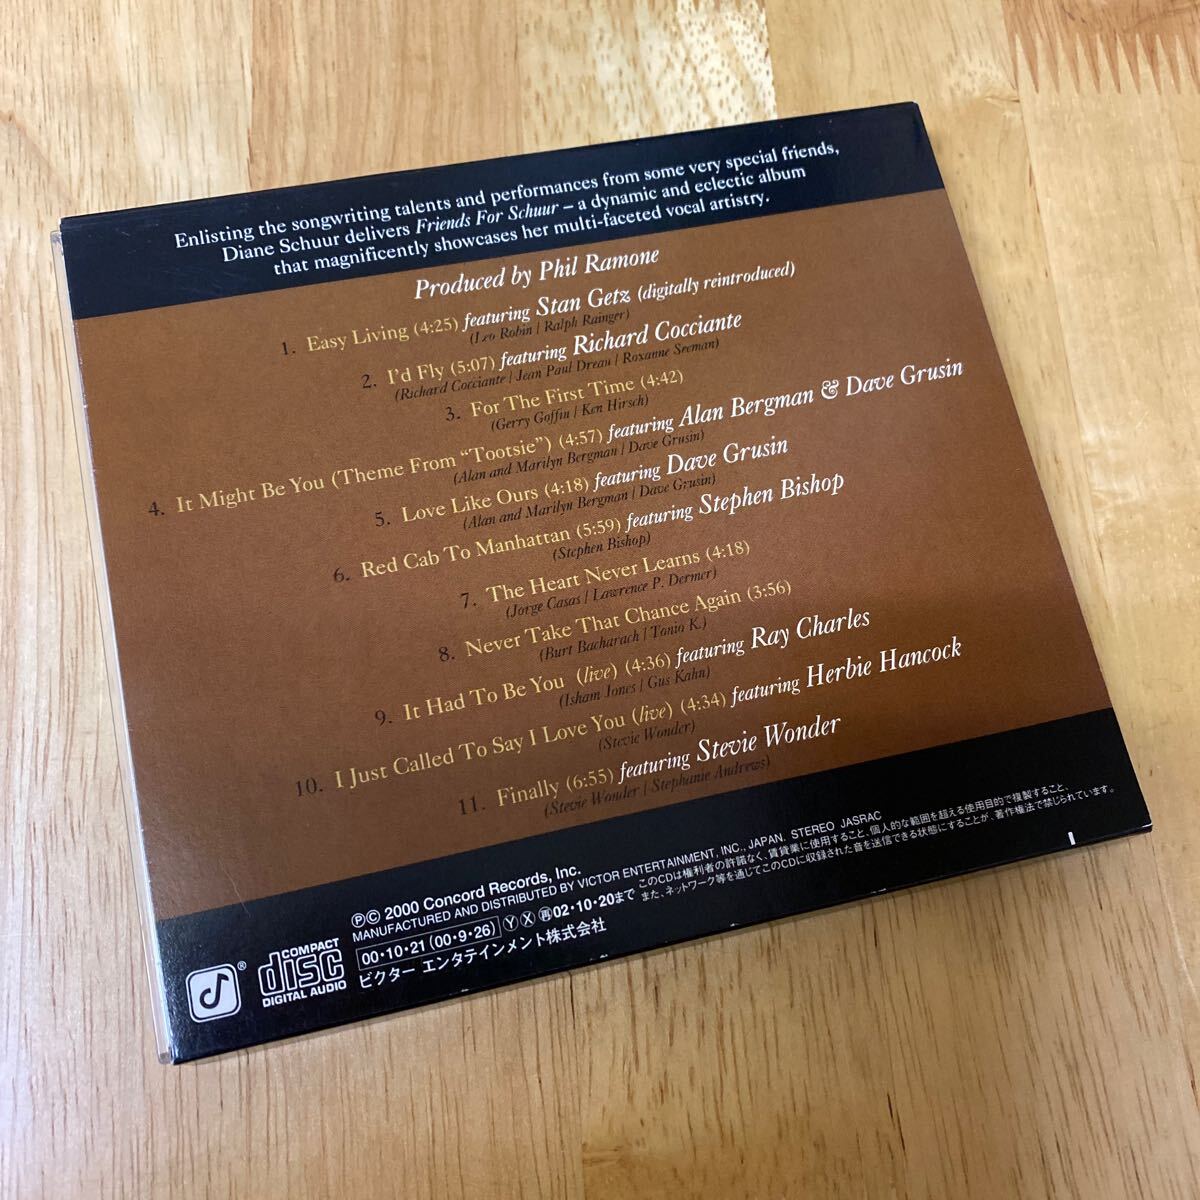 Enlisting the songwriting talents and performances from some very special friends,
Diane Schuur delivers Friends For Schuur – a dynamic and eclectic album
that magnificently showcases her multi-faceted vocal artistry.
Produced by Phil Ramone
1. Easy Living (4:25) featuring Stan Getz (digitally reintroduced)
(Leo Robin | Ralph Rainger)
2. I'd Fly (5:07) featuring Richard Cocciante
(Richard Cocciante | Jean Paul Dreau | Roxanne Seeman)
3. For The First Time (4:42)
(Gerry Goffin | Ken Hirsch)
4. It Might Be You (Theme From “Tootsie”) (4:57) featuring Alan Bergman & Dave Grusin
(Alan and Marilyn Bergman | Dave Grusin)
5. Love Like Ours (4:18) featuring Dave Grusin
(Alan and Marilyn Bergman | Dave Grusin)
6. Red Cab To Manhattan (5:59) featuring Stephen Bishop
(Stephen Bishop)
7. The Heart Never Learns (4:18)
(Jorge Casas | Lawrence P. Dermer)
8. Never Take That Chance Again (3:56)
(Burt Bacharach | Tonio K.)
9. It Had To Be You (live) (4:36) featuring Ray Charles
(Isham Jones | Gus Kahn)
10. I Just Called To Say I Love You (live) (4:34) featuring Herbie Hancock
(Stevie Wonder)
11. Finally (6:55) featuring Stevie Wonder
(Stevie Wonder | Stephanie Andrews)
℗© 2000 Concord Records, Inc.
MANUFACTURED AND DISTRIBUTED BY VICTOR ENTERTAINMENT, INC., JAPAN. STEREO JASRAC
00・10・21 (00・9・26) Ⓨ Ⓧ ㊢02・10・20まで
このCDは権利者の許諾なく、賃貸業に使用すること、個人的な範囲を超える使用目的で複製すること、
また、ネットワーク等を通じてこのCDに収録された音を送信できる状態にすることが、著作権法で禁じられています。
ビクター エンタテインメント株式会社
® COMPACT
disc
DIGITAL AUDIO